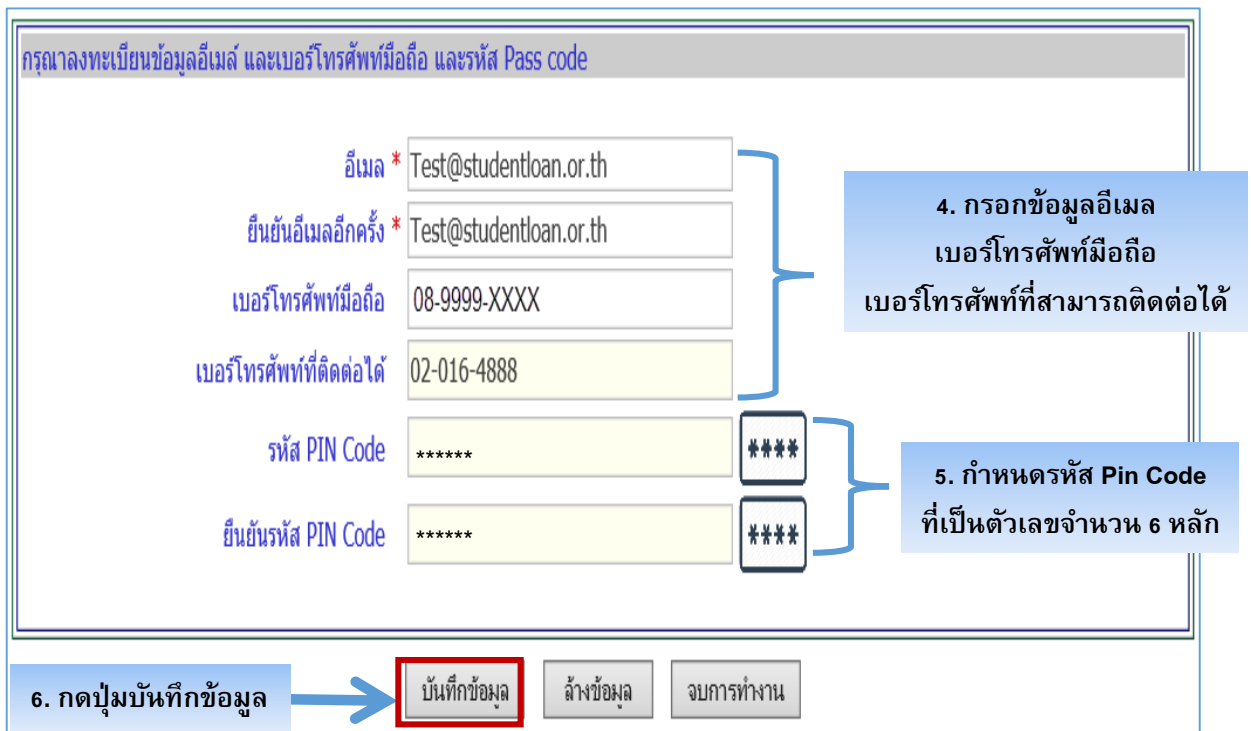 กรุณาลงทะเบียนข้อมูลอีเมล์ และเบอร์โทรศัพท์มือถือ และรหัส Pass code
อีเมล * Test@studentloan.or.th
ยืนยันอีเมลอีกครั้ง * Test@studentloan.or.th
เบอร์โทรศัพท์มือถือ 08-9999-XXXX
เบอร์โทรศัพท์ที่ติดต่อได้ 02-016-4888
4. กรอกข้อมูลอีเมล
เบอร์โทรศัพท์มือถือ
เบอร์โทรศัพท์ที่สามารถติดต่อได้
รหัส PIN Code ****** ****
ยืนยันรหัส PIN Code ****** ****
5. กำหนดรหัส Pin Code
ที่เป็นตัวเลขจำนวน 6 หลัก
6. กดปุ่มบันทึกข้อมูล
บันทึกข้อมูล ล้างข้อมูล จบการทำงาน